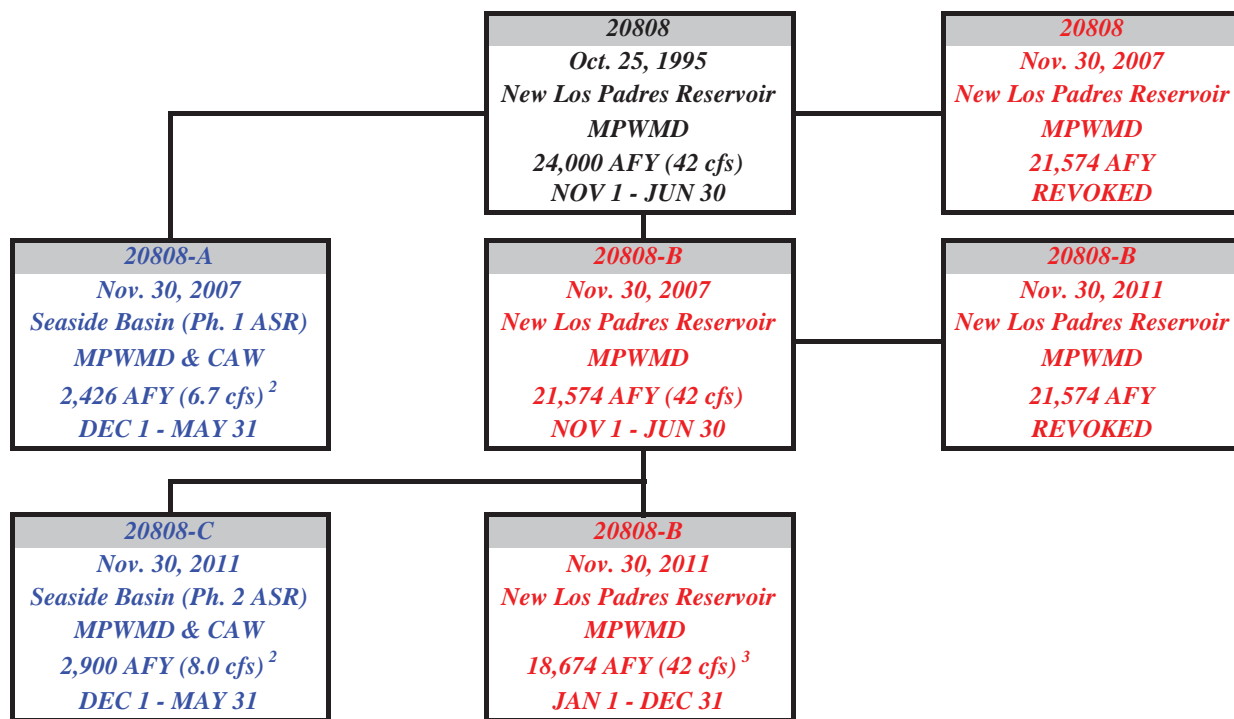 20808
Oct. 25, 1995
New Los Padres Reservoir
MPWMD
24,000 AFY (42 cfs)
NOV 1 - JUN 30
20808
Nov. 30, 2007
New Los Padres Reservoir
MPWMD
21,574 AFY
REVOKED
20808-A
Nov. 30, 2007
Seaside Basin (Ph. 1 ASR)
MPWMD & CAW
2,426 AFY (6.7 cfs) 2
DEC 1 - MAY 31
20808-B
Nov. 30, 2007
New Los Padres Reservoir
MPWMD
21,574 AFY (42 cfs)
NOV 1 - JUN 30
20808-B
Nov. 30, 2011
New Los Padres Reservoir
MPWMD
21,574 AFY
REVOKED
20808-C
Nov. 30, 2011
Seaside Basin (Ph. 2 ASR)
MPWMD & CAW
2,900 AFY (8.0 cfs) 2
DEC 1 - MAY 31
20808-B
Nov. 30, 2011
New Los Padres Reservoir
MPWMD
18,674 AFY (42 cfs) 3
JAN 1 - DEC 31